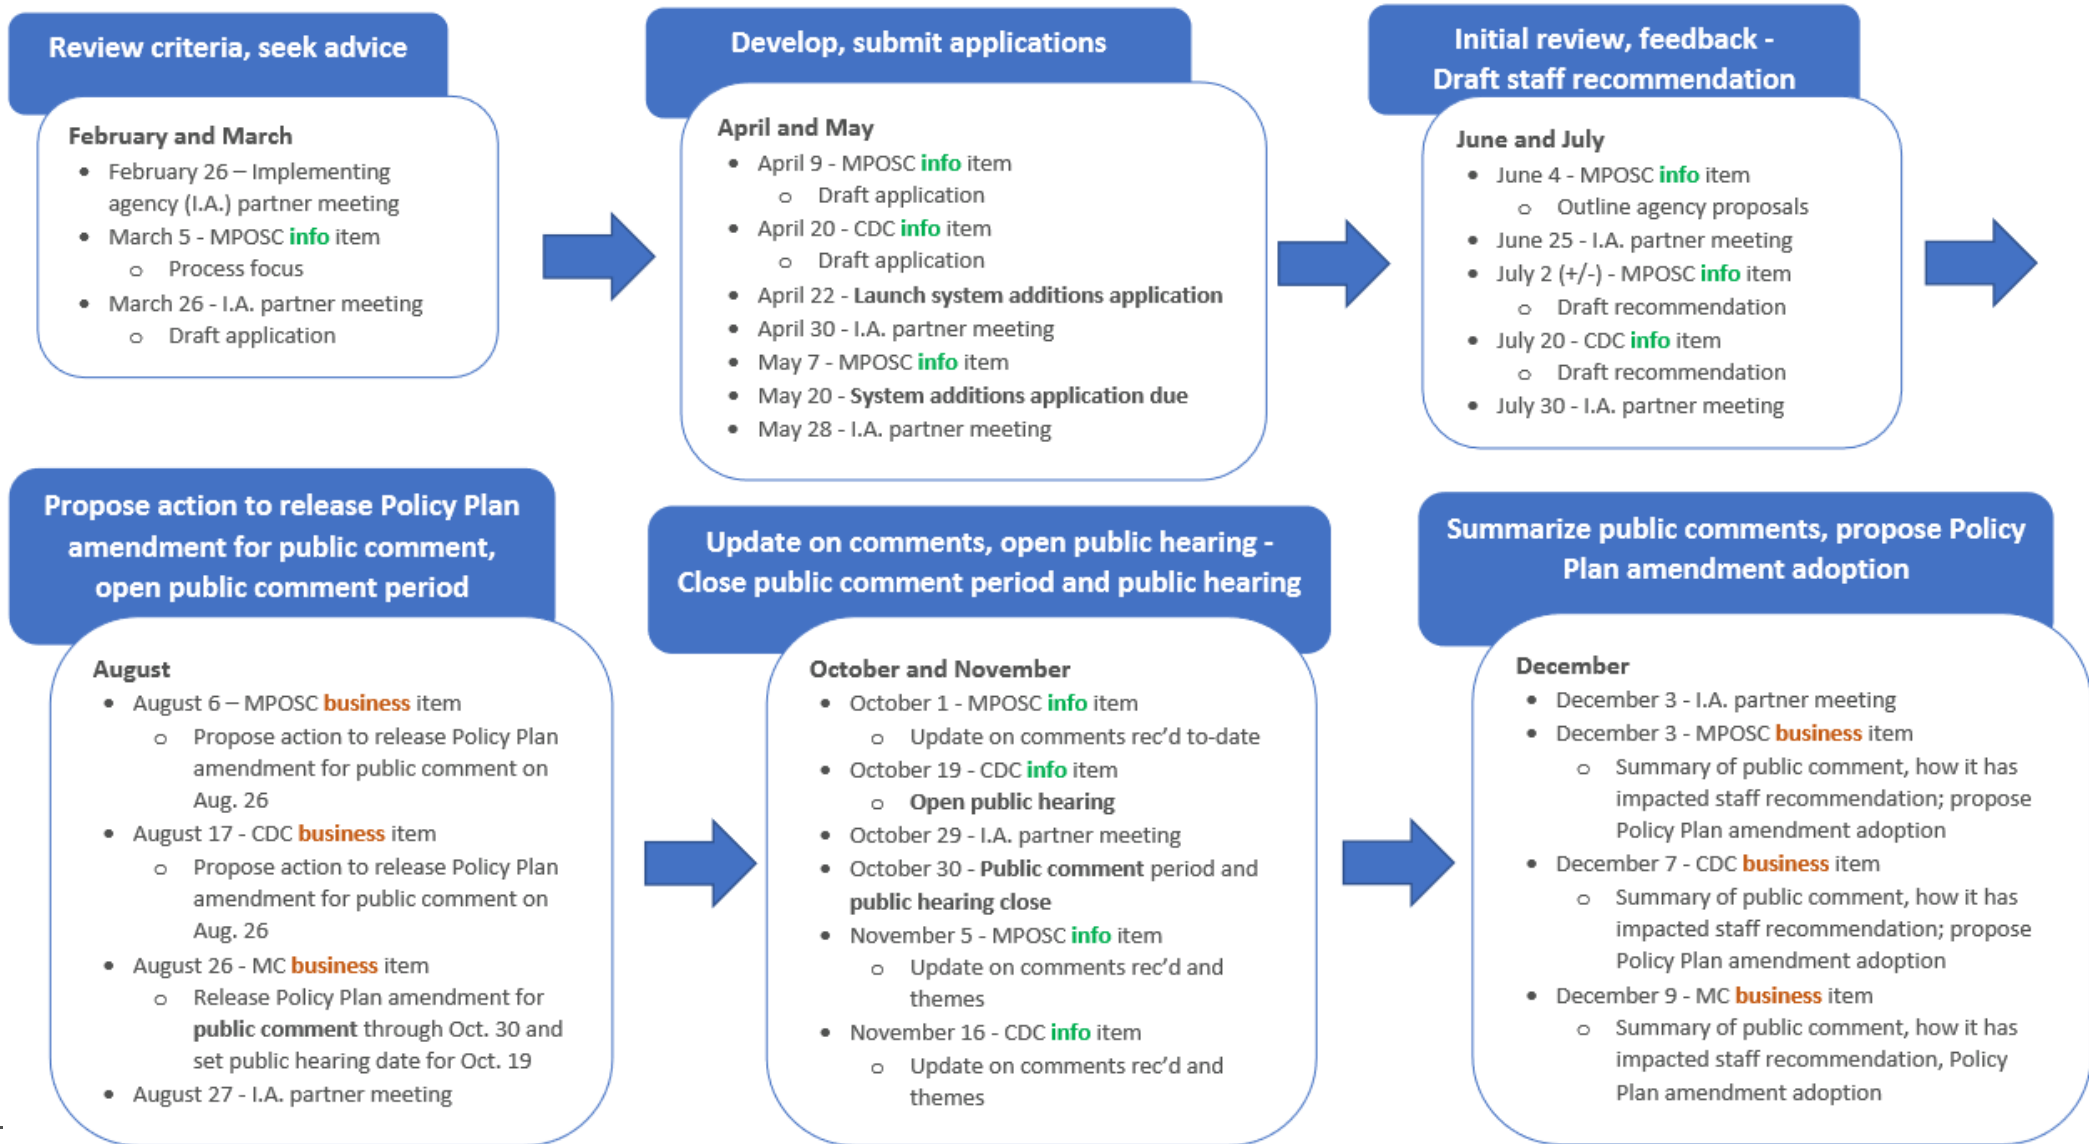 Review criteria, seek advice
February and March
• February 26 – Implementing
agency (I.A.) partner meeting
• March 5 - MPOSC info item
o Process focus
• March 26 - I.A. partner meeting
o Draft application
Develop, submit applications
April and May
• April 9 - MPOSC info item
o Draft application
• April 20 - CDC info item
o Draft application
• April 22 - Launch system additions application
• April 30 - I.A. partner meeting
• May 7 - MPOSC info item
• May 20 - System additions application due
• May 28 - I.A. partner meeting
Initial review, feedback -
Draft staff recommendation
June and July
• June 4 - MPOSC info item
o Outline agency proposals
• June 25 - I.A. partner meeting
• July 2 (+/-) - MPOSC info item
o Draft recommendation
• July 20 - CDC info item
o Draft recommendation
• July 30 - I.A. partner meeting
Propose action to release Policy Plan
amendment for public comment,
open public comment period
August
• August 6 – MPOSC business item
o Propose action to release Policy Plan
amendment for public comment on
Aug. 26
• August 17 - CDC business item
o Propose action to release Policy Plan
amendment for public comment on
Aug. 26
• August 26 - MC business item
o Release Policy Plan amendment for
public comment through Oct. 30 and
set public hearing date for Oct. 19
• August 27 - I.A. partner meeting
Update on comments, open public hearing -
Close public comment period and public hearing
October and November
• October 1 - MPOSC info item
o Update on comments rec'd to-date
• October 19 - CDC info item
o Open public hearing
• October 29 - I.A. partner meeting
• October 30 - Public comment period and
public hearing close
• November 5 - MPOSC info item
o Update on comments rec'd and
themes
• November 16 - CDC info item
o Update on comments rec'd and
themes
Summarize public comments, propose Policy
Plan amendment adoption
December
• December 3 - I.A. partner meeting
• December 3 - MPOSC business item
o Summary of public comment, how it has
impacted staff recommendation; propose
Policy Plan amendment adoption
• December 7 - CDC business item
o Summary of public comment, how it has
impacted staff recommendation; propose
Policy Plan amendment adoption
• December 9 - MC business item
o Summary of public comment, how it has
impacted staff recommendation, Policy
Plan amendment adoption